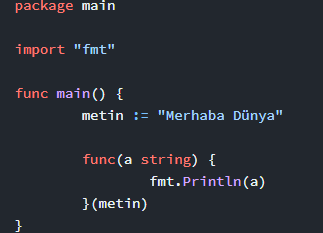 package main
import "fmt"
func main() {
metin := "Merhaba Dünya"
func(a string) {
fmt.Println(a)
}(metin)
}